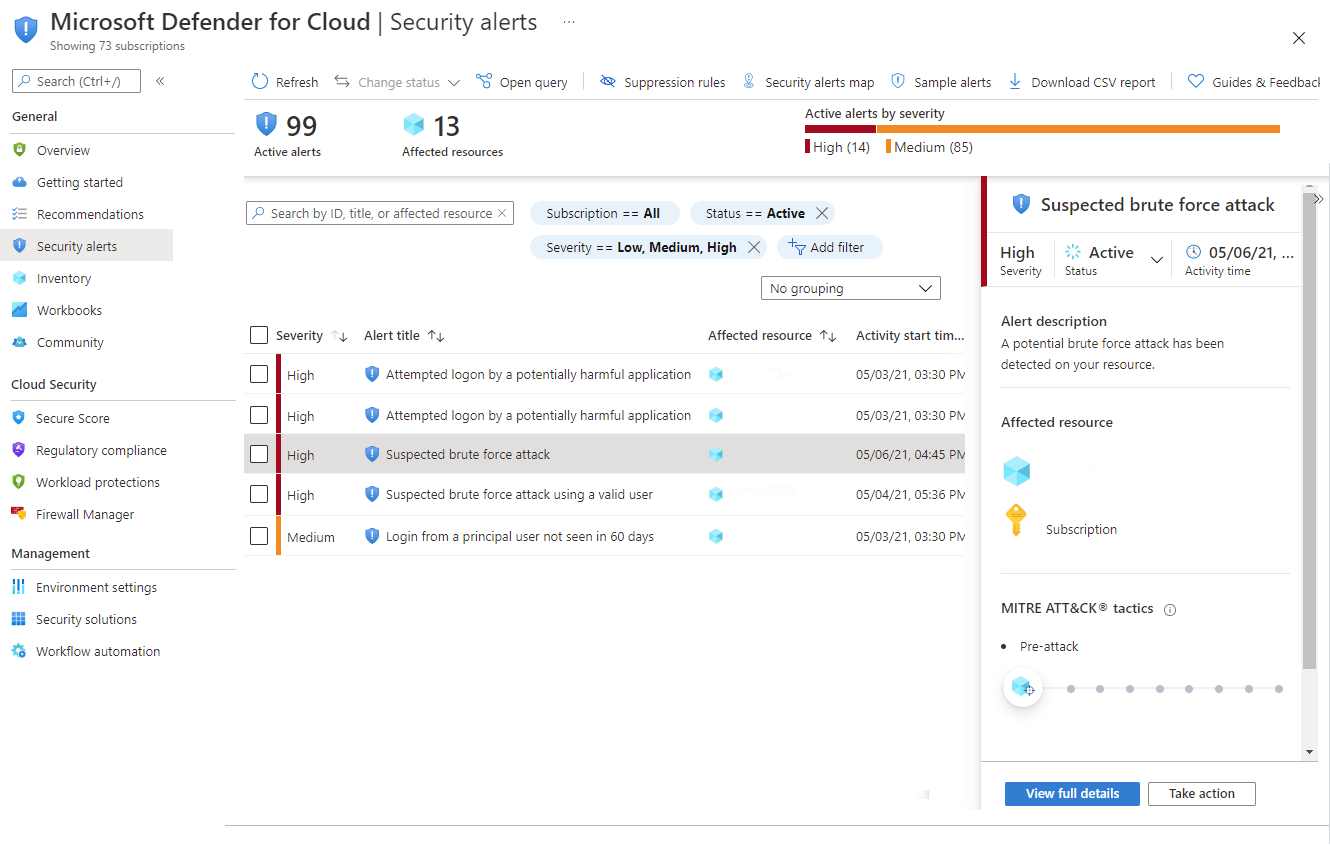 Microsoft Defender for Cloud | Security alerts ...
Showing 73 subscriptions
Search (Ctrl+/) «
General
Overview
Getting started
Recommendations
Security alerts
Inventory
Workbooks
Community
Cloud Security
Secure Score
Regulatory compliance
Workload protections
Firewall Manager
Management
Environment settings
Security solutions
Workflow automation
Refresh Change status Open query Suppression rules Security alerts map Sample alerts Download CSV report Guides & Feedback
99 Active alerts
13 Affected resources
Active alerts by severity
High (14) Medium (85)
Search by ID, title, or affected resource
Subscription == All Status == Active
Severity == Low, Medium, High Add filter
No grouping
Severity Alert title Affected resource Activity start tim...
High Attempted logon by a potentially harmful application 05/03/21, 03:30 PM
High Attempted logon by a potentially harmful application 05/03/21, 03:30 PM
High Suspected brute force attack 05/06/21, 04:45 PM
High Suspected brute force attack using a valid user 05/04/21, 05:36 PM
Medium Login from a principal user not seen in 60 days 05/03/21, 03:30 PM
Suspected brute force attack
High Active 05/06/21, ...
Severity Status Activity time
Alert description
A potential brute force attack has been
detected on your resource.
Affected resource
Subscription
MITRE ATT&CK® tactics
• Pre-attack
View full details Take action